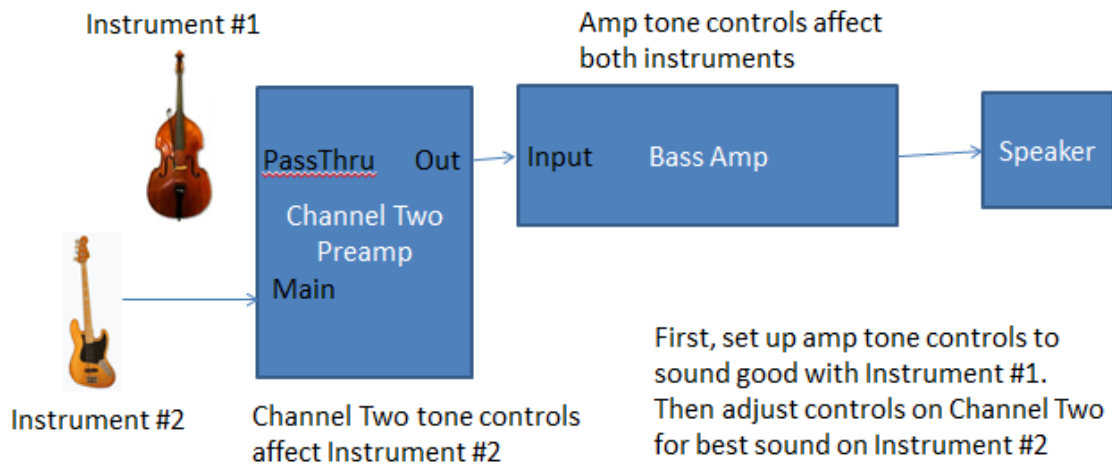 Instrument #1
Amp tone controls affect
both instruments
PassThru
Out
Input
Bass Amp
Speaker
Channel Two
Preamp
Main
Instrument #2
Channel Two tone controls
affect Instrument #2
First, set up amp tone controls to
sound good with Instrument #1.
Then adjust controls on Channel Two
for best sound on Instrument #2